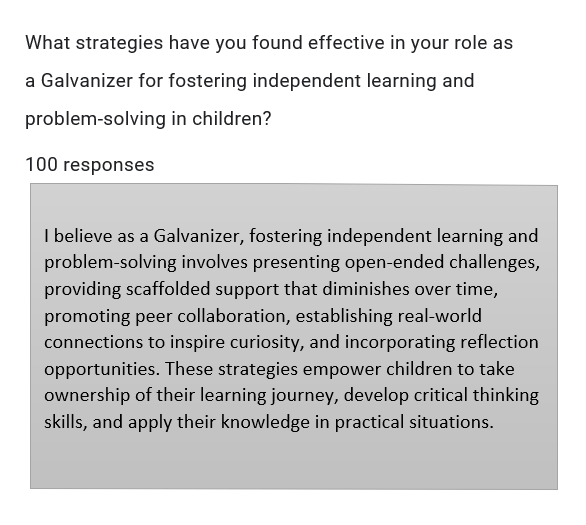 What strategies have you found effective in your role as
a Galvanizer for fostering independent learning and
problem-solving in children?
100 responses
I believe as a Galvanizer, fostering independent learning and
problem-solving involves presenting open-ended challenges,
providing scaffolded support that diminishes over time,
promoting peer collaboration, establishing real-world
connections to inspire curiosity, and incorporating reflection
opportunities. These strategies empower children to take
ownership of their learning journey, develop critical thinking
skills, and apply their knowledge in practical situations.